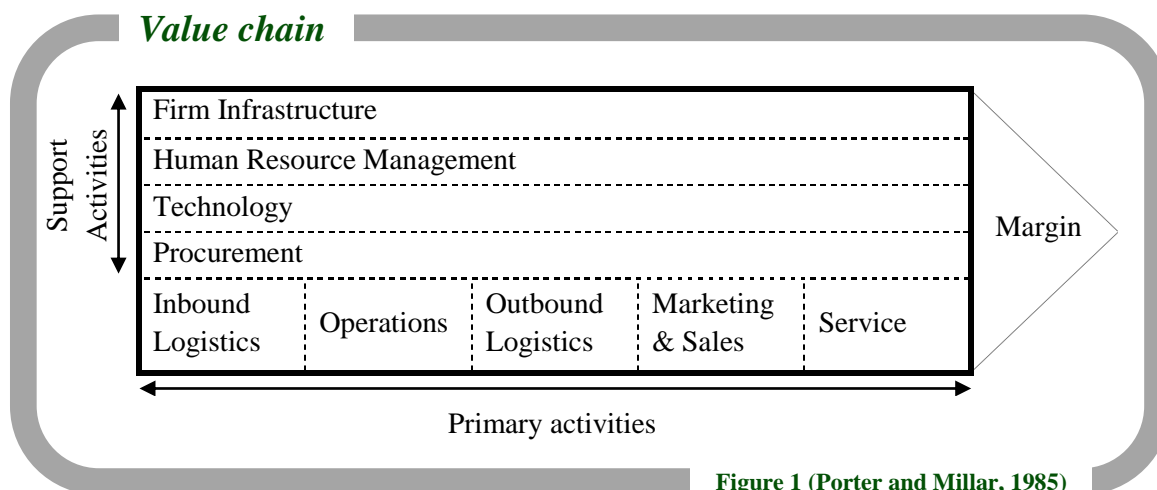 Value chain
Support
Activities
Firm Infrastructure
Human Resource Management
Technology
Procurement
Inbound
Logistics
Operations
Outbound
Logistics
Marketing
& Sales
Service
Margin
Primary activities
Figure 1 (Porter and Millar, 1985)